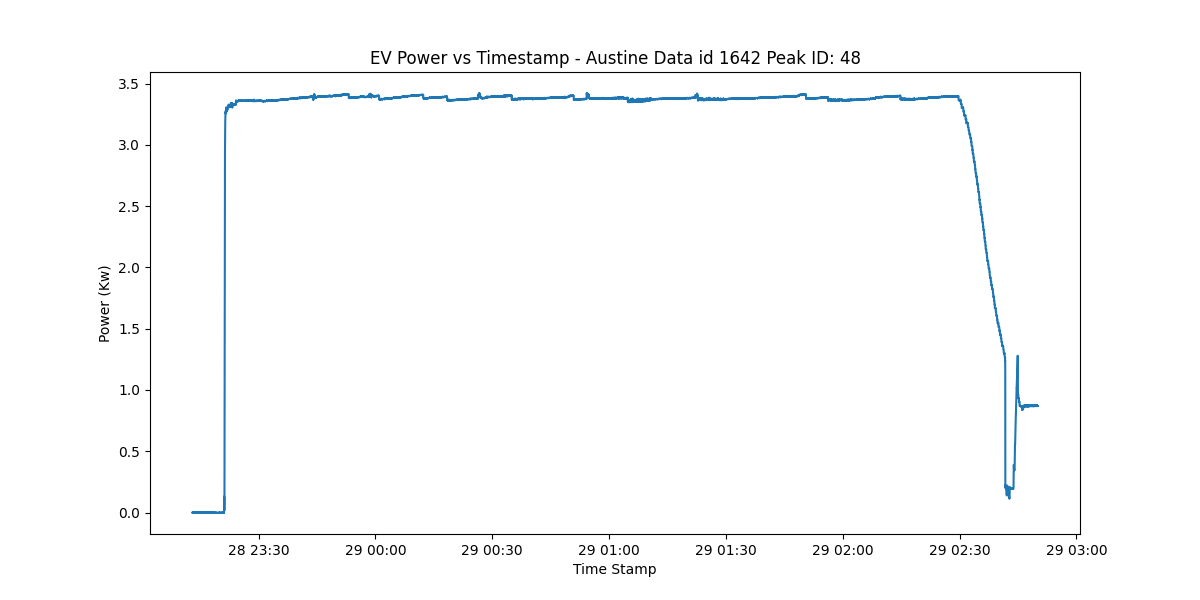 EV Power vs Timestamp - Austine Data id 1642 Peak ID: 48
3.5
3.0
2.5
2.0
1.5
1.0
0.5
0.0
Power (Kw)
28 23:30 29 00:00 29 00:30 29 01:00 29 01:30 29 02:00 29 02:30 29 03:00
Time Stamp